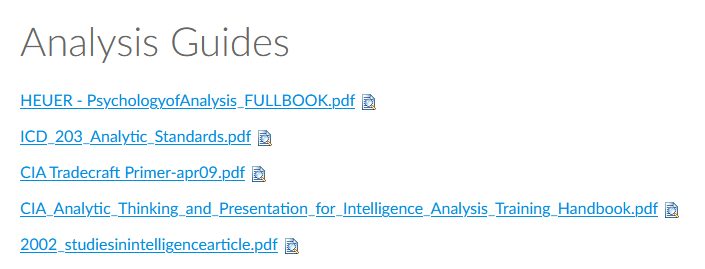 Analysis Guides
HEUER - PsychologyofAnalysis_FULLBOOK.pdf
ICD_203_Analytic_Standards.pdf
CIA Tradecraft Primer-apr09.pdf
CIA_Analytic_Thinking_and_Presentation_for_Intelligence_Analysis_Training_Handbook.pdf
2002_studiesinintelligencearticle.pdf